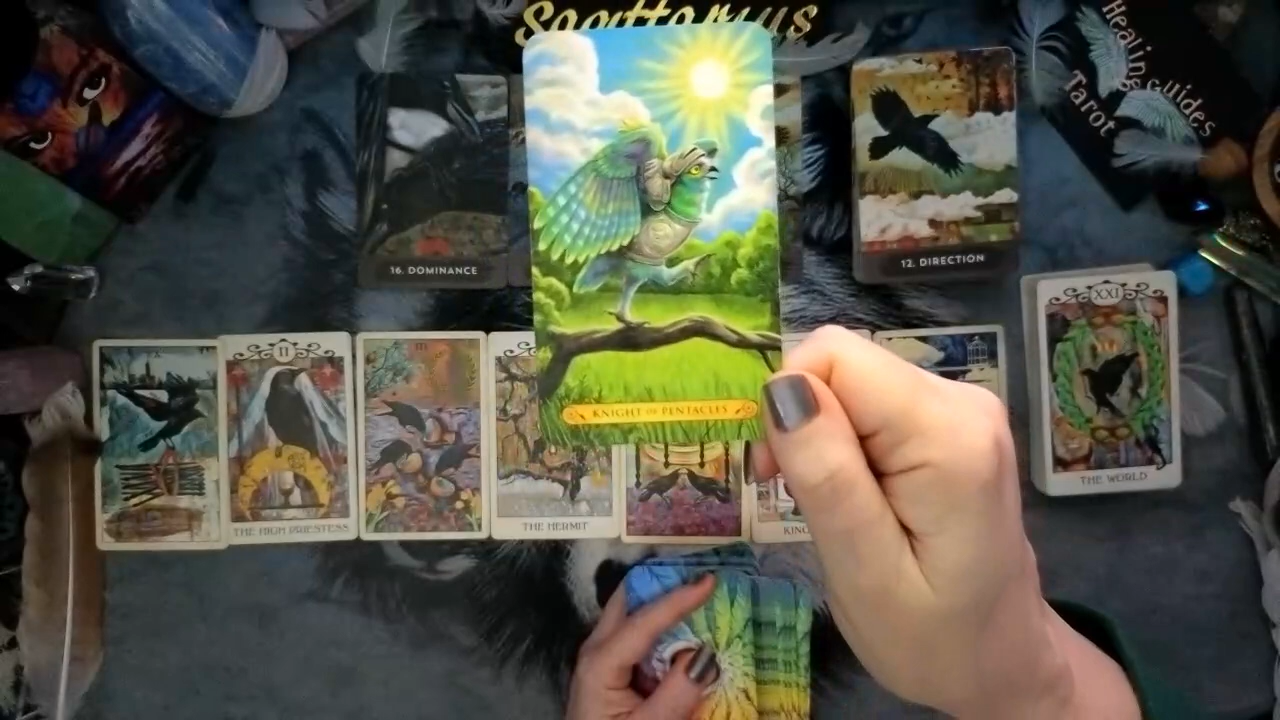 Sagittarius
Healing
Guides
Tarot
16. DOMINANCE
12. DIRECTION
KNIGHT OF PENTACLES
XXI
THE WORLD
II
THE HIGH PRIESTESS
III
THE HERMIT